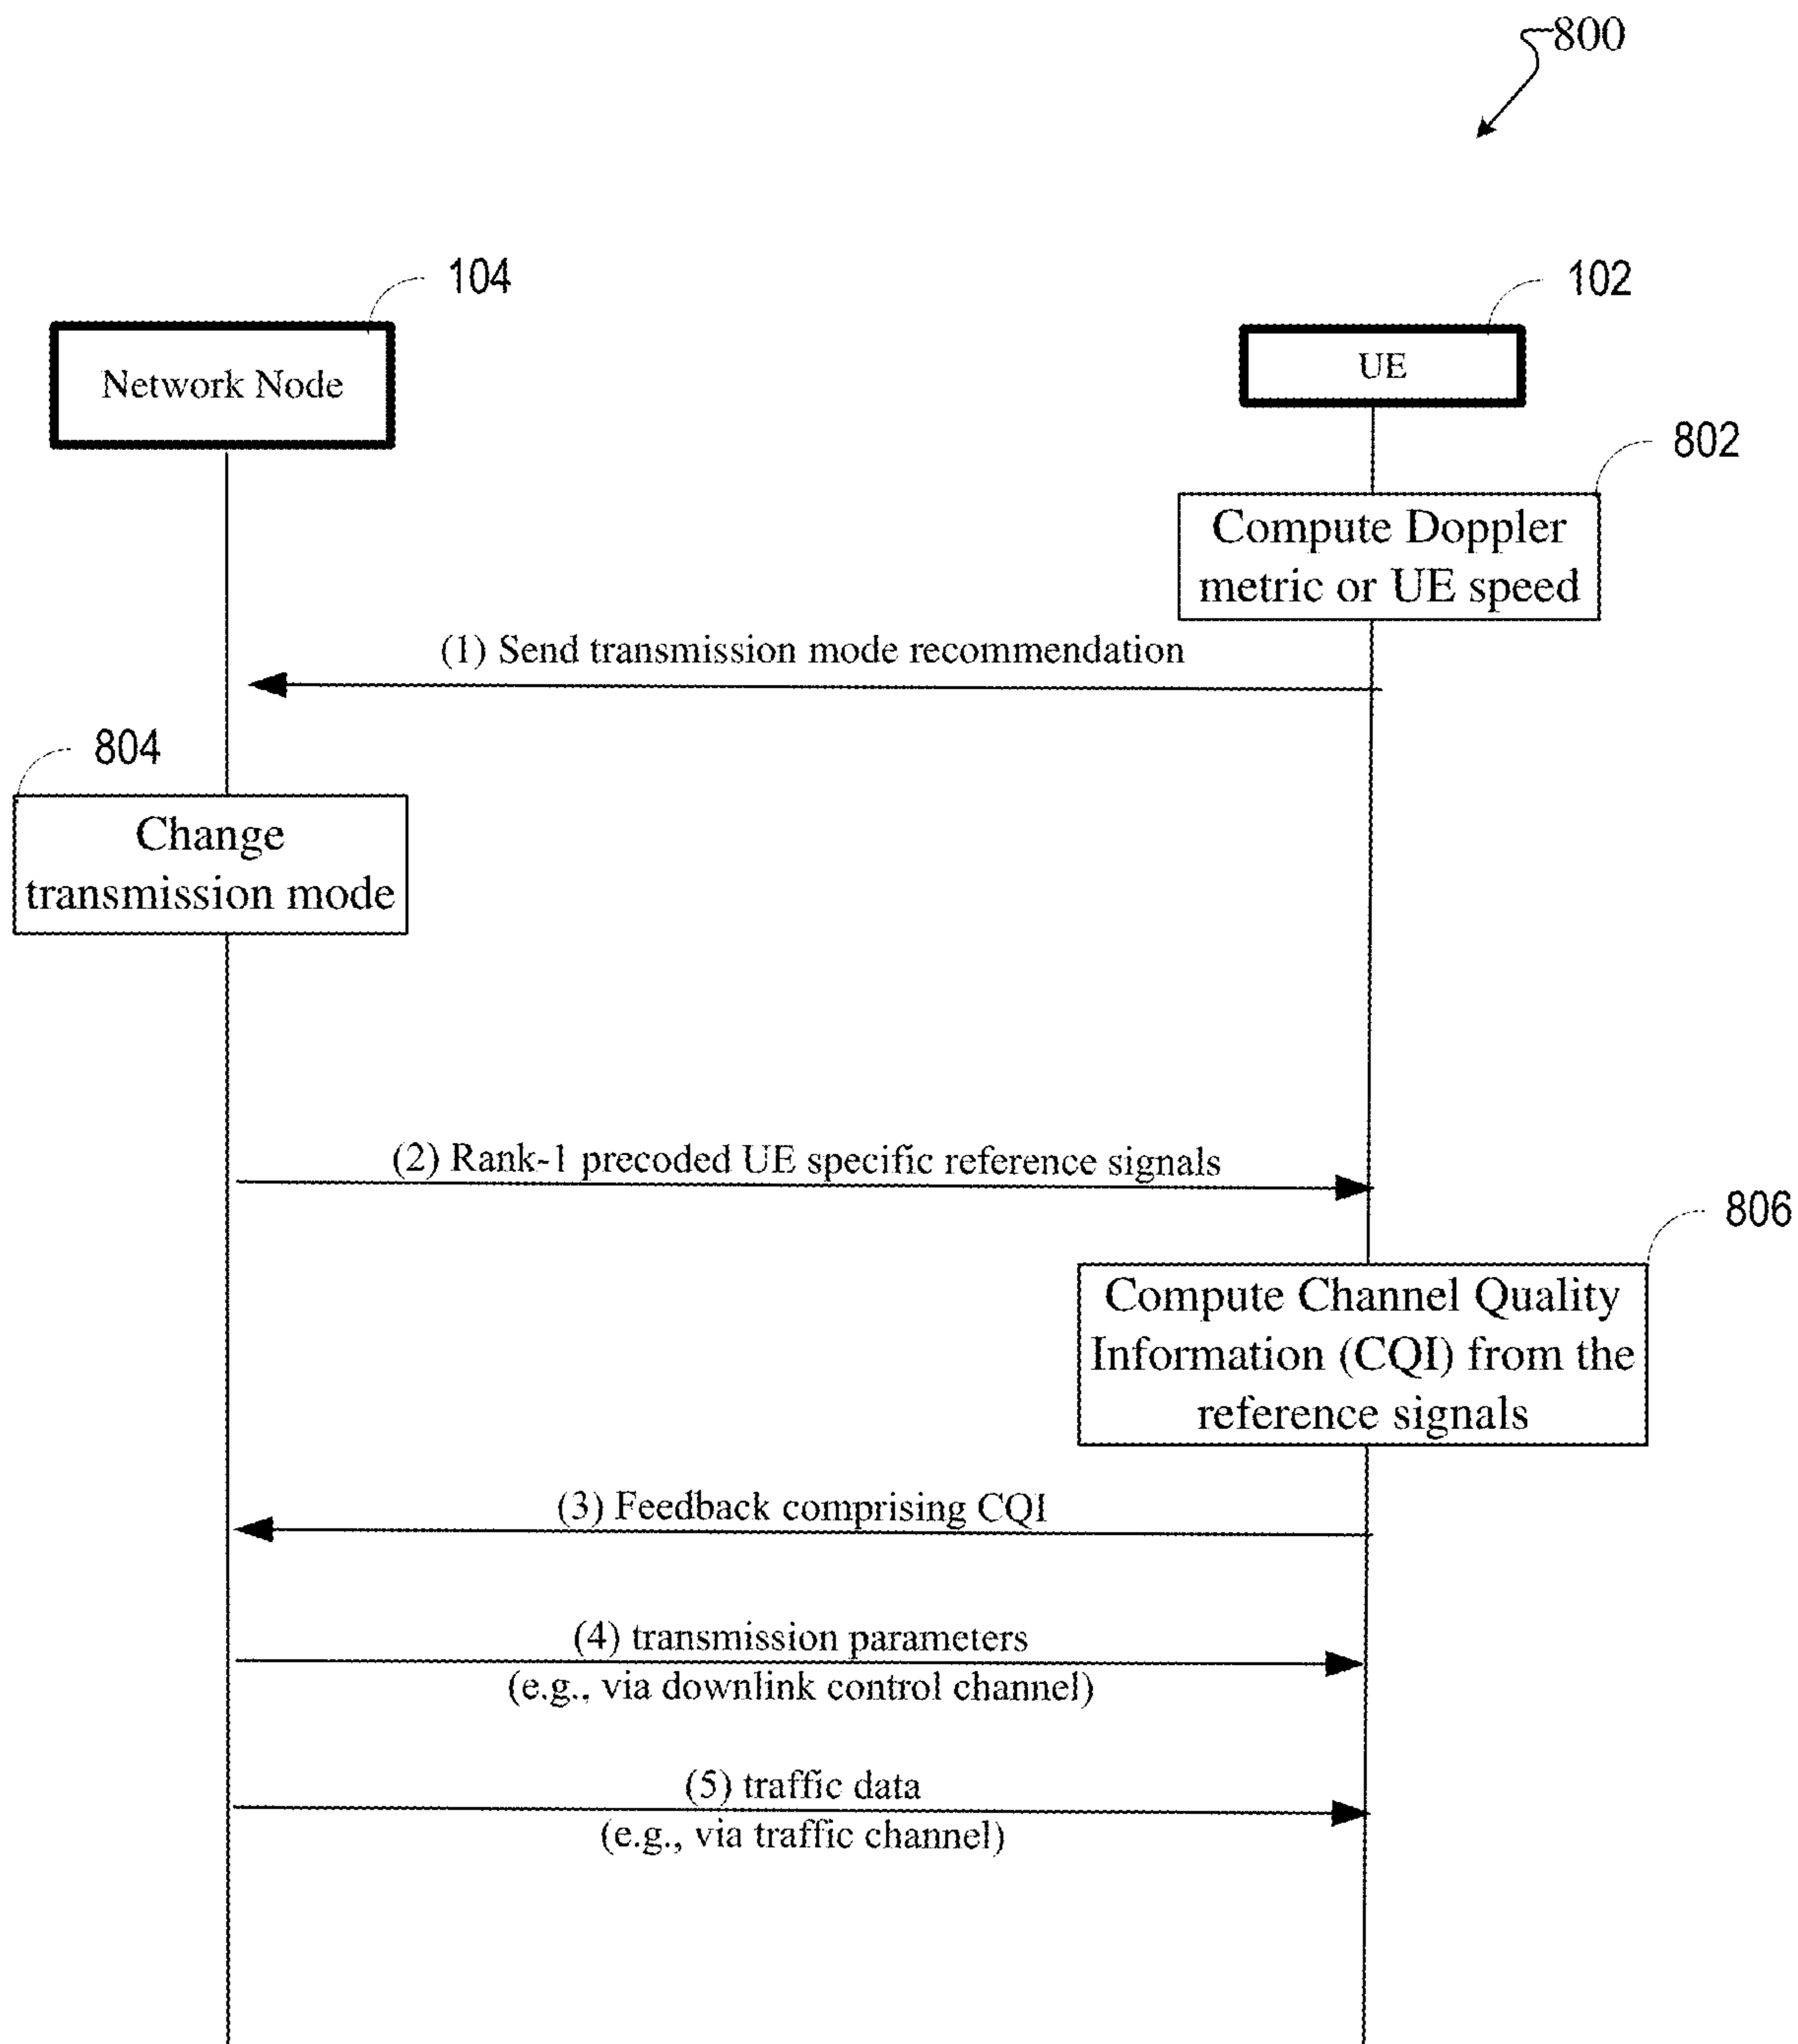 800
104
102
Network Node
UE
802
Compute Doppler
metric or UE speed
(1) Send transmission mode recommendation
804
Change
transmission mode
(2) Rank-1 precoded UE specific reference signals
806
Compute Channel Quality
Information (CQI) from the
reference signals
(3) Feedback comprising CQI
(4) transmission parameters
(e.g., via downlink control channel)
(5) traffic data
(e.g., via traffic channel)